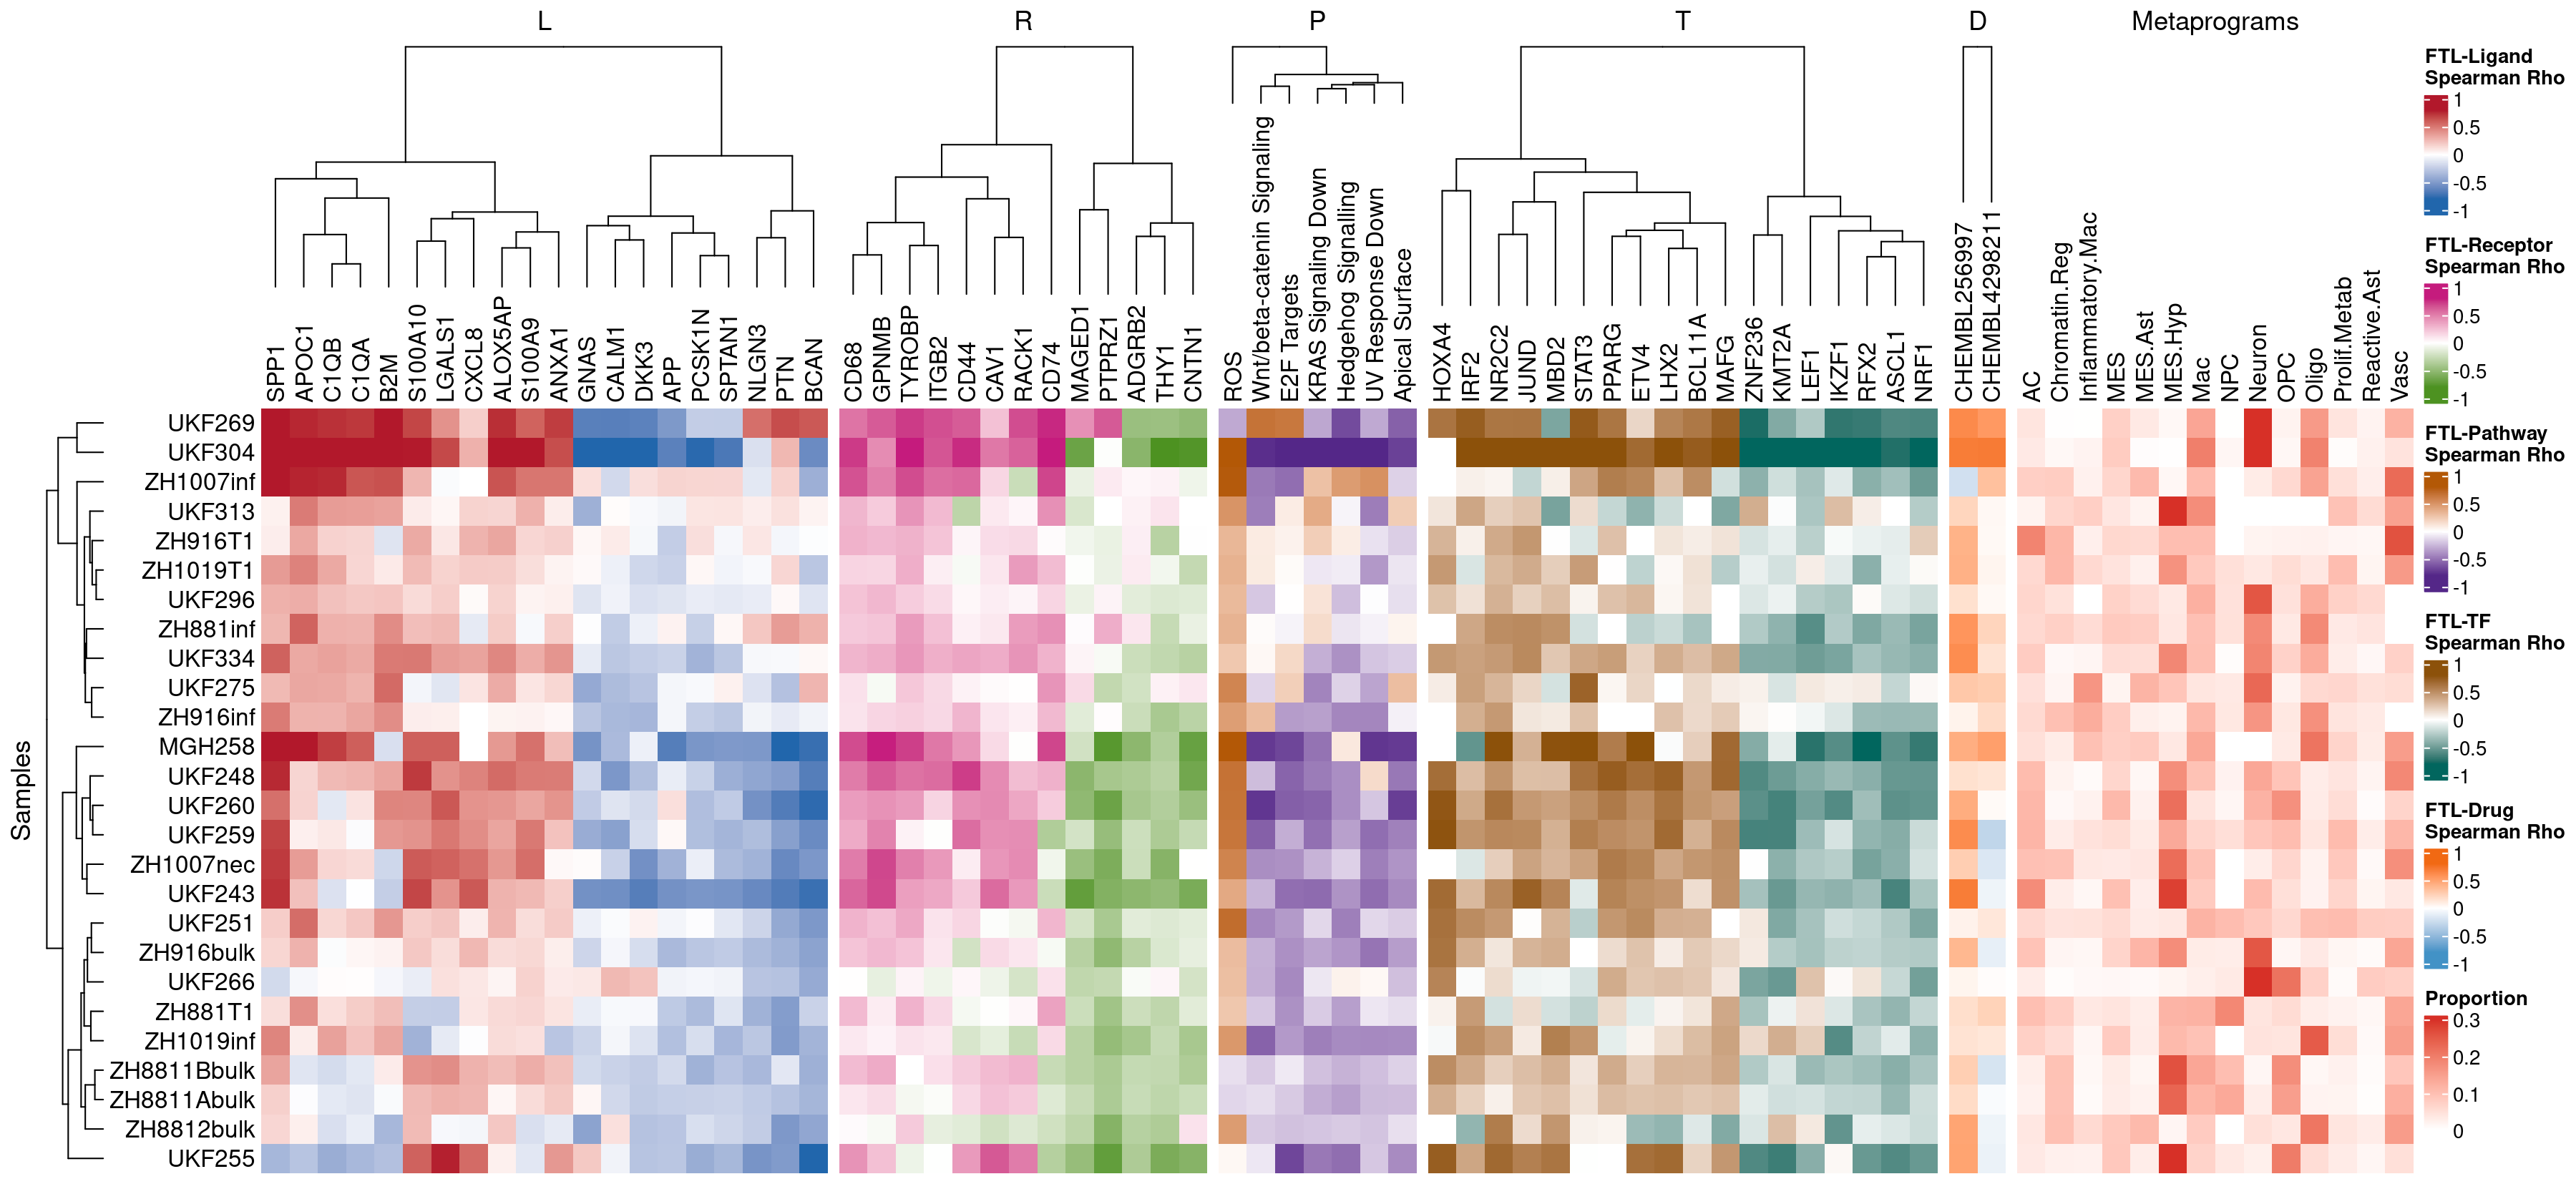 L R P T D Metaprograms
SPP1
APOC1
C1QB
C1QA
B2M
S100A10
LGALS1
CXCL8
ALOX5AP
S100A9
ANXA1
GNAS
CALM1
DKK3
APP
PCSK1N
SPTAN1
NLGN3
PTN
BCAN
CD68
GPNMB
TYROBP
ITGB2
CD44
CAV1
RACK1
CD74
MAGED1
PTPRZ1
ADGRB2
THY1
CNTN1
ROS
Wnt/beta-catenin Signaling
E2F Targets
KRAS Signaling Down
Hedgehog Signalling
UV Response Down
Apical Surface
HOXA4
IRF2
NR2C2
JUND
MBD2
STAT3
PPARG
ETV4
LHX2
BCL11A
MAFG
ZNF236
KMT2A
LEF1
IKZF1
RFX2
ASCL1
NRF1
CHEMBL256997
CHEMBL4298211
AC
Chromatin.Reg
Inflammatory.Mac
MES
MES.Ast
MES.Hyp
Mac
NPC
Neuron
OPC
Oligo
Prolif.Metab
Reactive.Ast
Vasc
Samples
UKF269
UKF304
ZH1007inf
UKF313
ZH916T1
ZH1019T1
UKF296
ZH881inf
UKF334
UKF275
ZH916inf
MGH258
UKF248
UKF260
UKF259
ZH1007nec
UKF243
UKF251
ZH916bulk
UKF266
ZH881T1
ZH1019inf
ZH8811Bbulk
ZH8811Abulk
ZH8812bulk
UKF255
FTL-Ligand
Spearman Rho
1
0.5
0
-0.5
-1
FTL-Receptor
Spearman Rho
1
0.5
0
-0.5
-1
FTL-Pathway
Spearman Rho
1
0.5
0
-0.5
-1
FTL-TF
Spearman Rho
1
0.5
0
-0.5
-1
FTL-Drug
Spearman Rho
1
0.5
0
-0.5
-1
Proportion
0.3
0.2
0.1
0